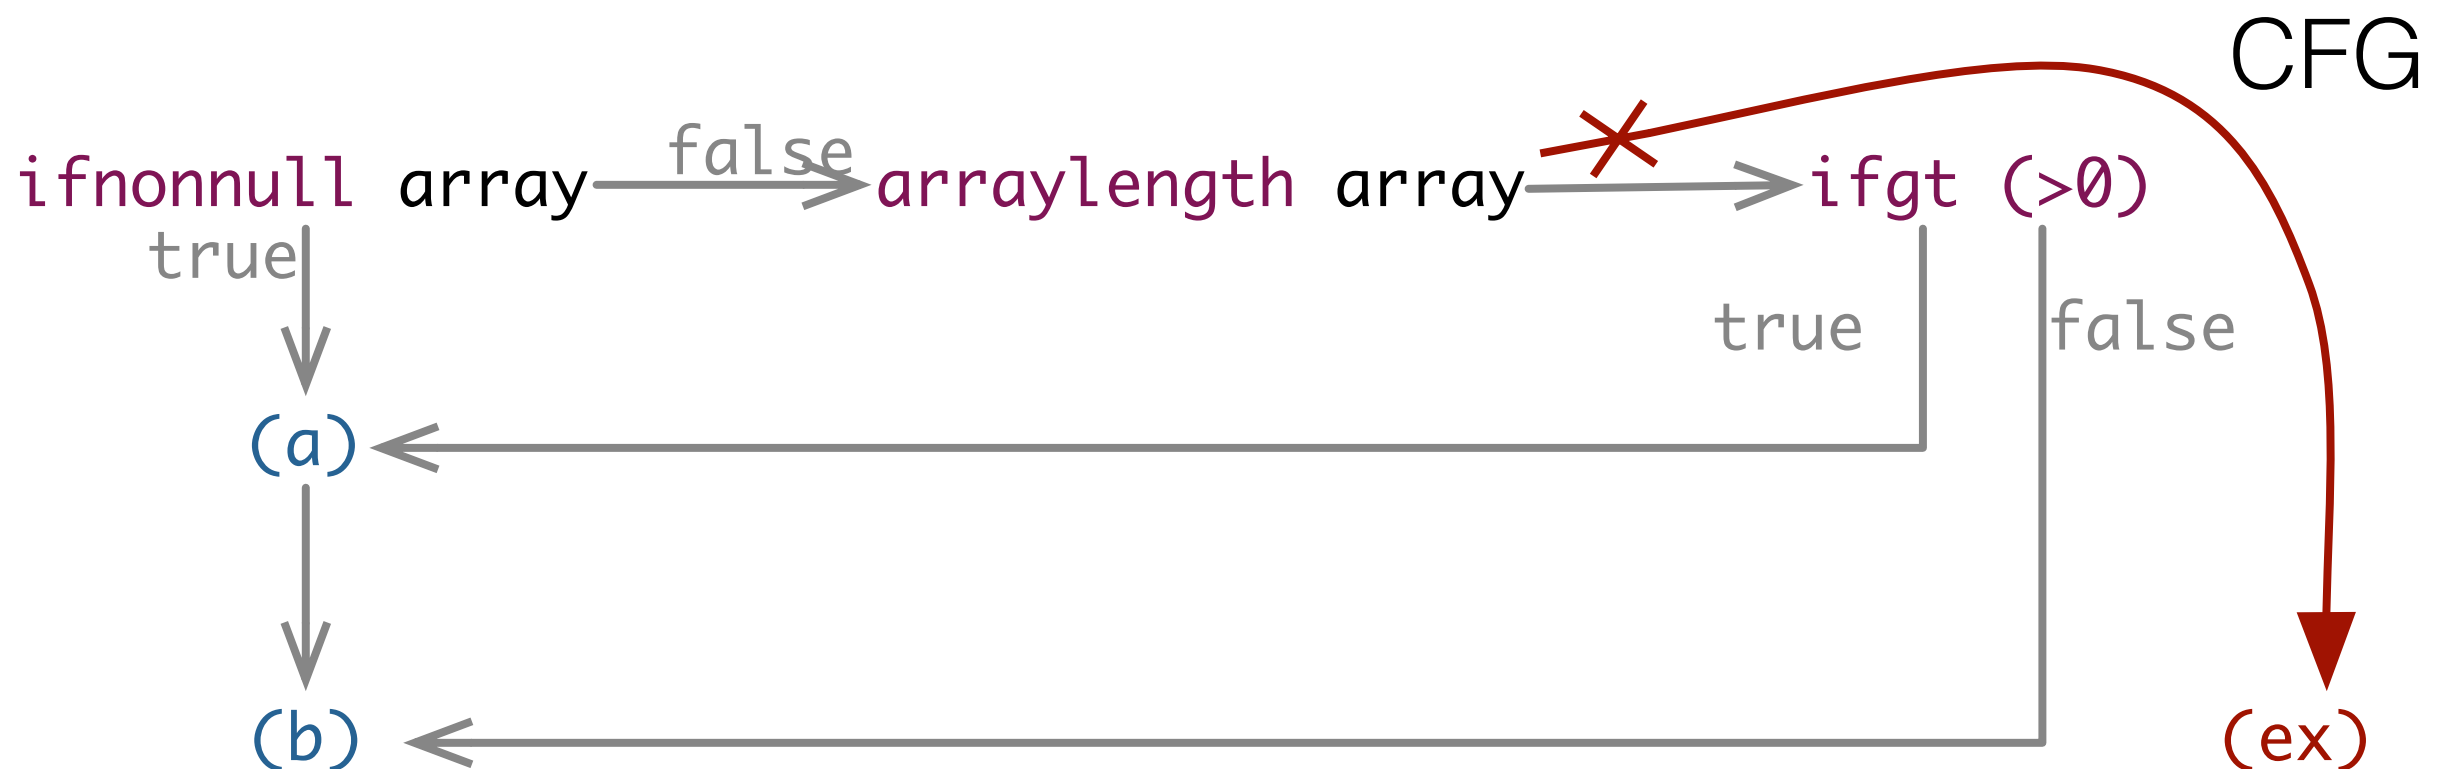 CFG
ifnonnull array false arraylength array ifgt (>0)
true
true false
(a)
(b) (ex)